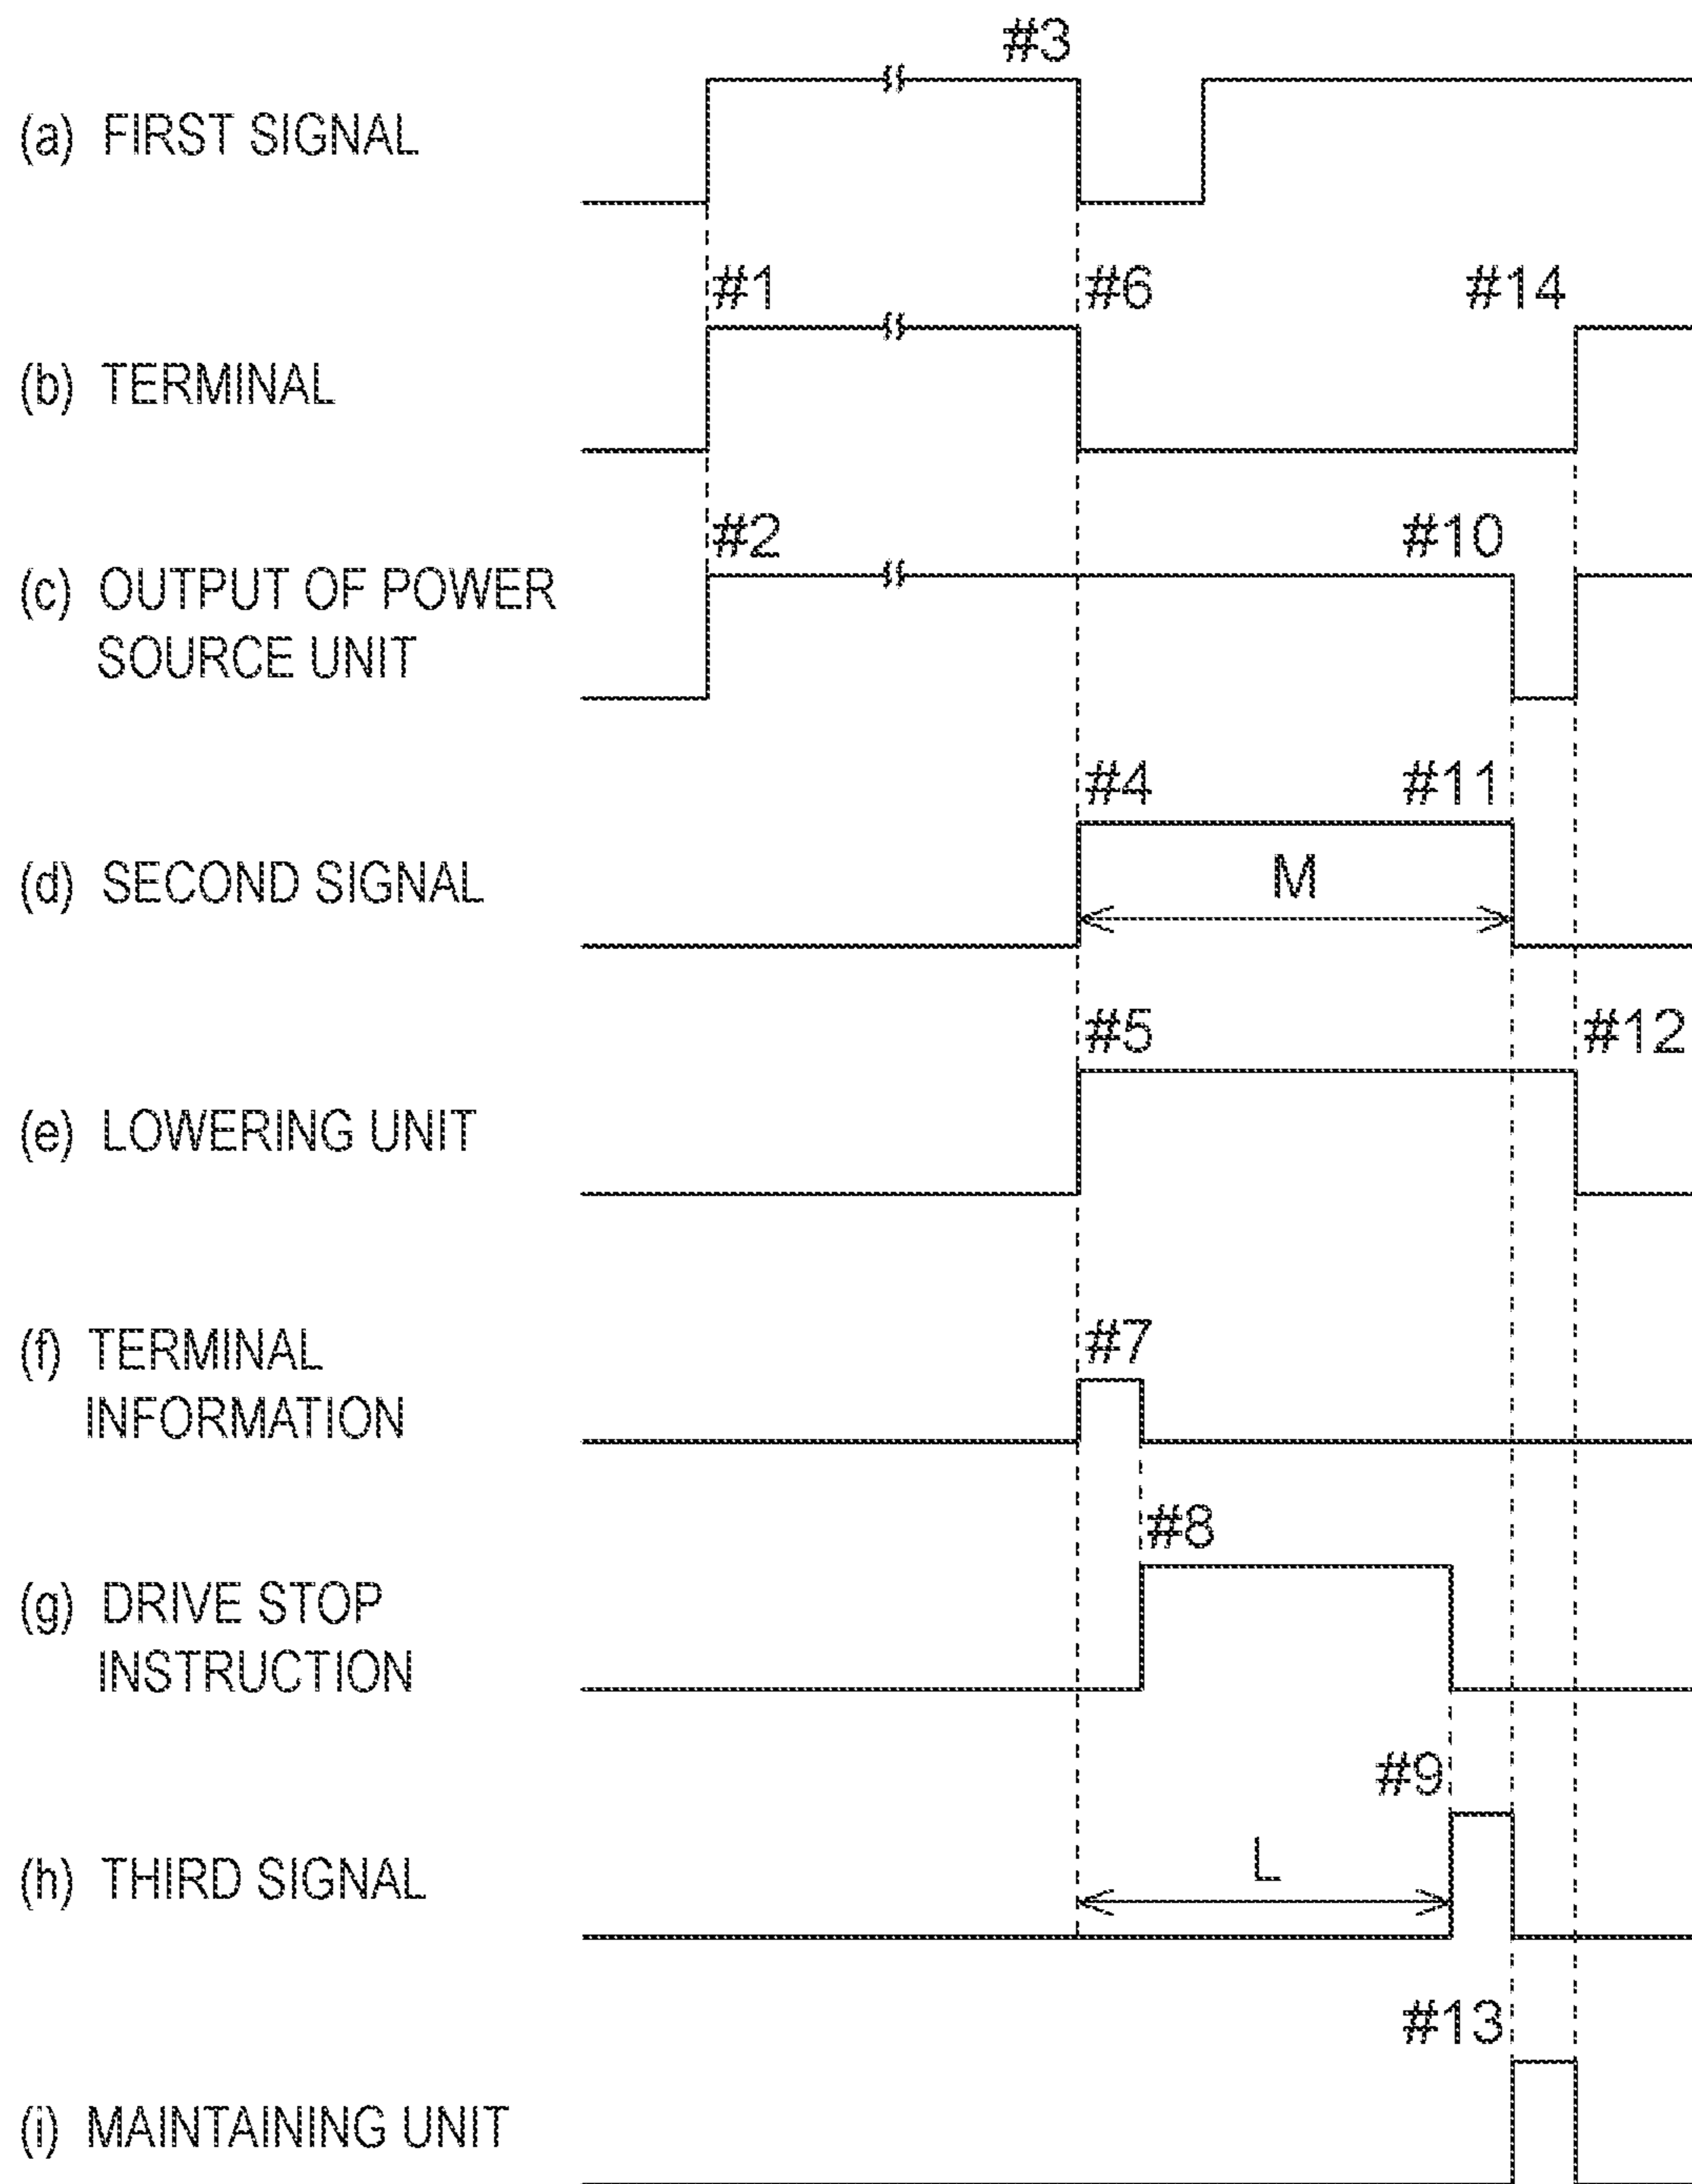 #3
(a) FIRST SIGNAL
#1 #6 #14
(b) TERMINAL
#2 #10
(c) OUTPUT OF POWER
SOURCE UNIT
#4 #11
(d) SECOND SIGNAL M
#5 #12
(e) LOWERING UNIT
#7
(f) TERMINAL
INFORMATION
#8
(g) DRIVE STOP
INSTRUCTION
#9
(h) THIRD SIGNAL L
#13
(i) MAINTAINING UNIT